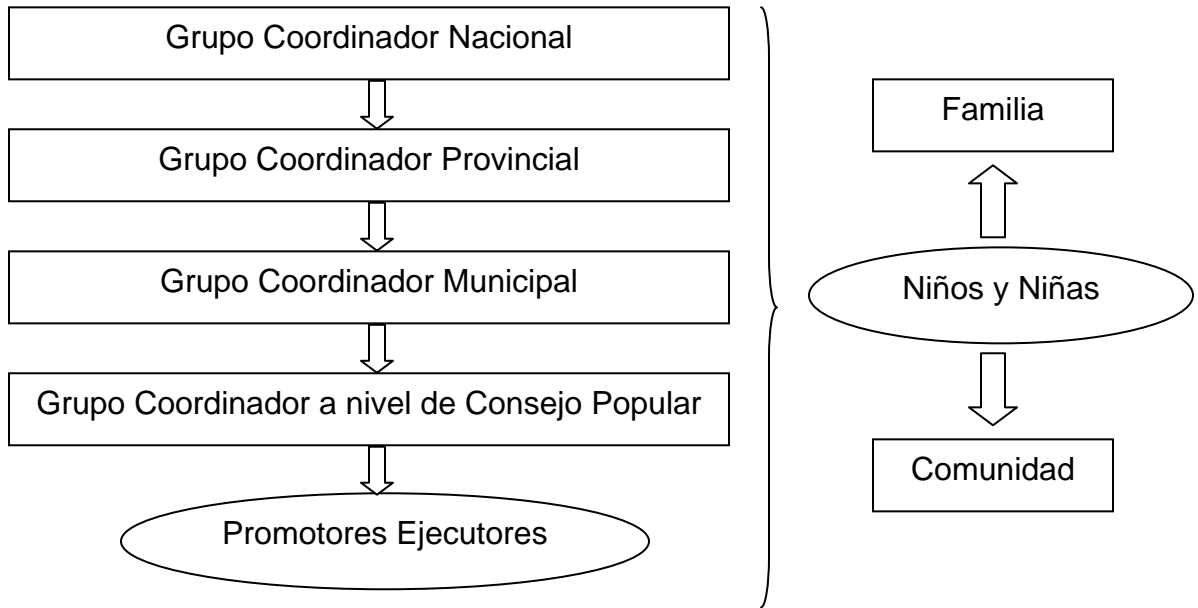 Grupo Coordinador Nacional
Grupo Coordinador Provincial
Grupo Coordinador Municipal
Grupo Coordinador a nivel de Consejo Popular
Promotores Ejecutores
Familia
Niños y Niñas
Comunidad